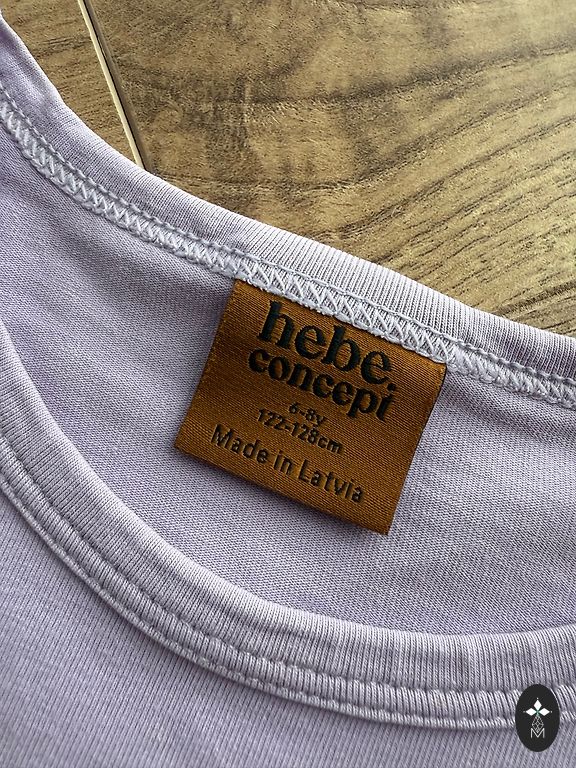 hebe.
concept
6-8y
122-128cm
Made in Latvia
M